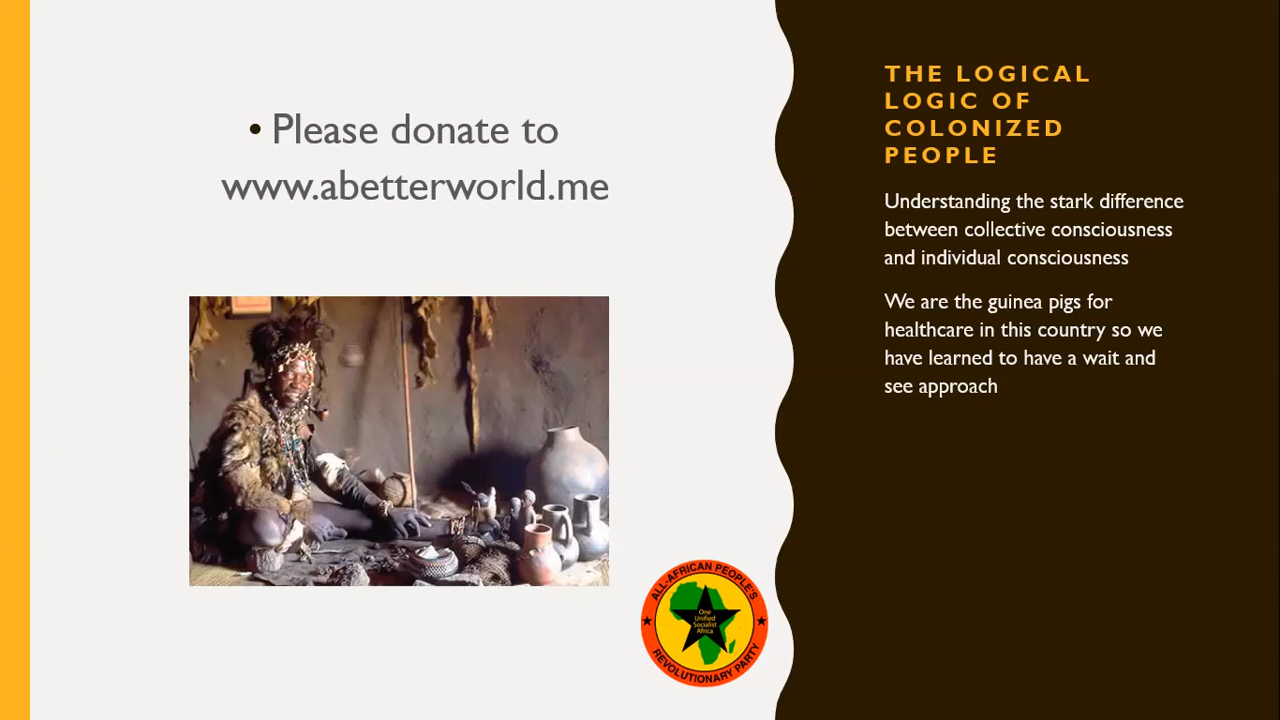 • Please donate to
www.abetterworld.me
THE LOGICAL
LOGIC OF
COLONIZED
PEOPLE
Understanding the stark difference
between collective consciousness
and individual consciousness
We are the guinea pigs for
healthcare in this country so we
have learned to have a wait and
see approach
ALL-AFRICAN PEOPLE'S
One
Unified
Socialist
Africa
REVOLUTIONARY PARTY